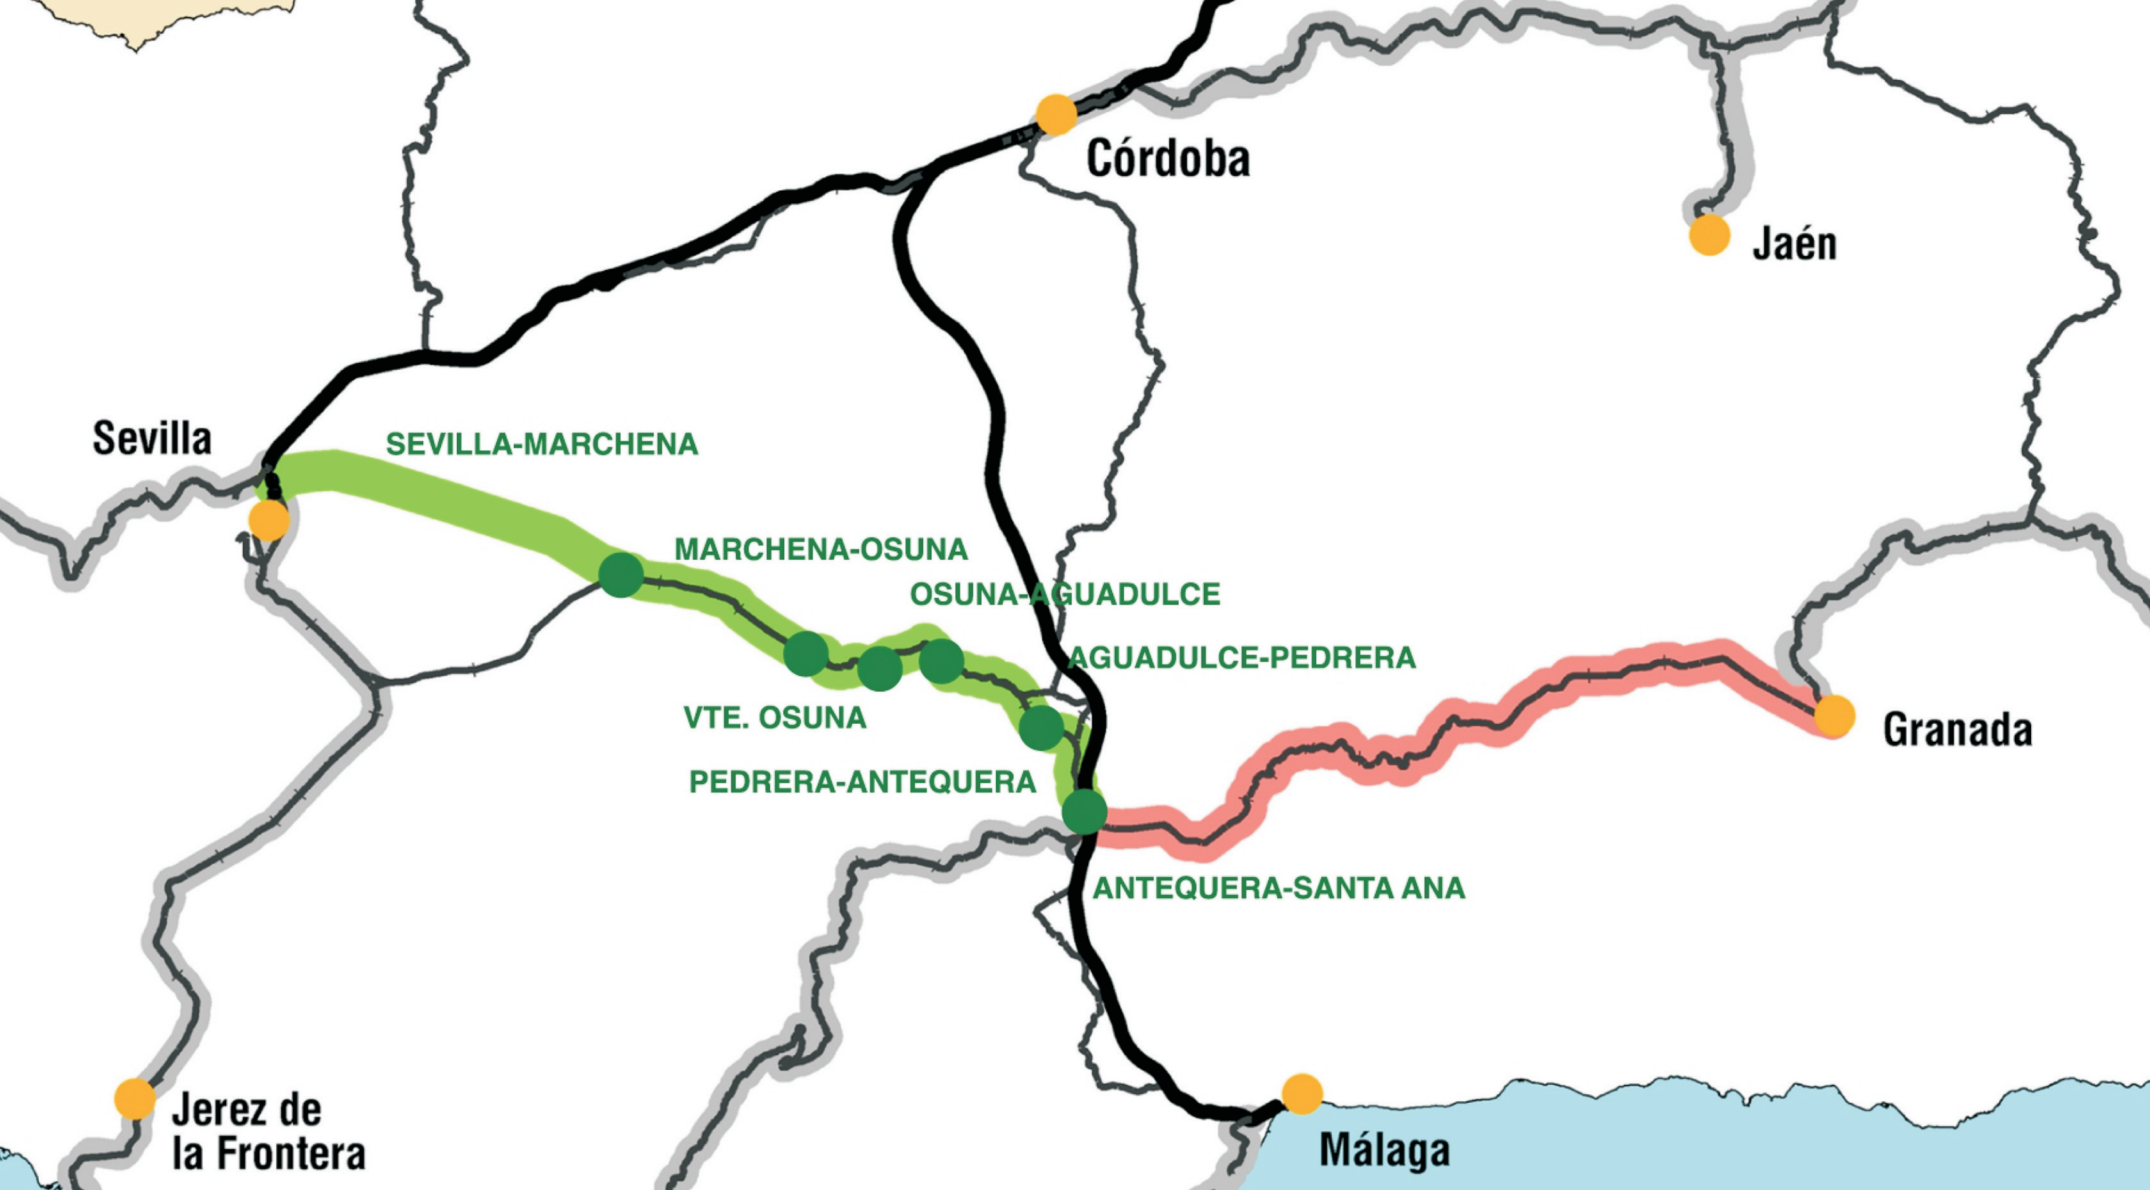 Córdoba
Jaén
Sevilla
SEVILLA-MARCHENA
MARCHENA-OSUNA
OSUNA-AGUADULCE
AGUADULCE-PEDRERA
VTE. OSUNA
Granada
PEDRERA-ANTEQUERA
ANTEQUERA-SANTA ANA
Jerez de
la Frontera
Málaga